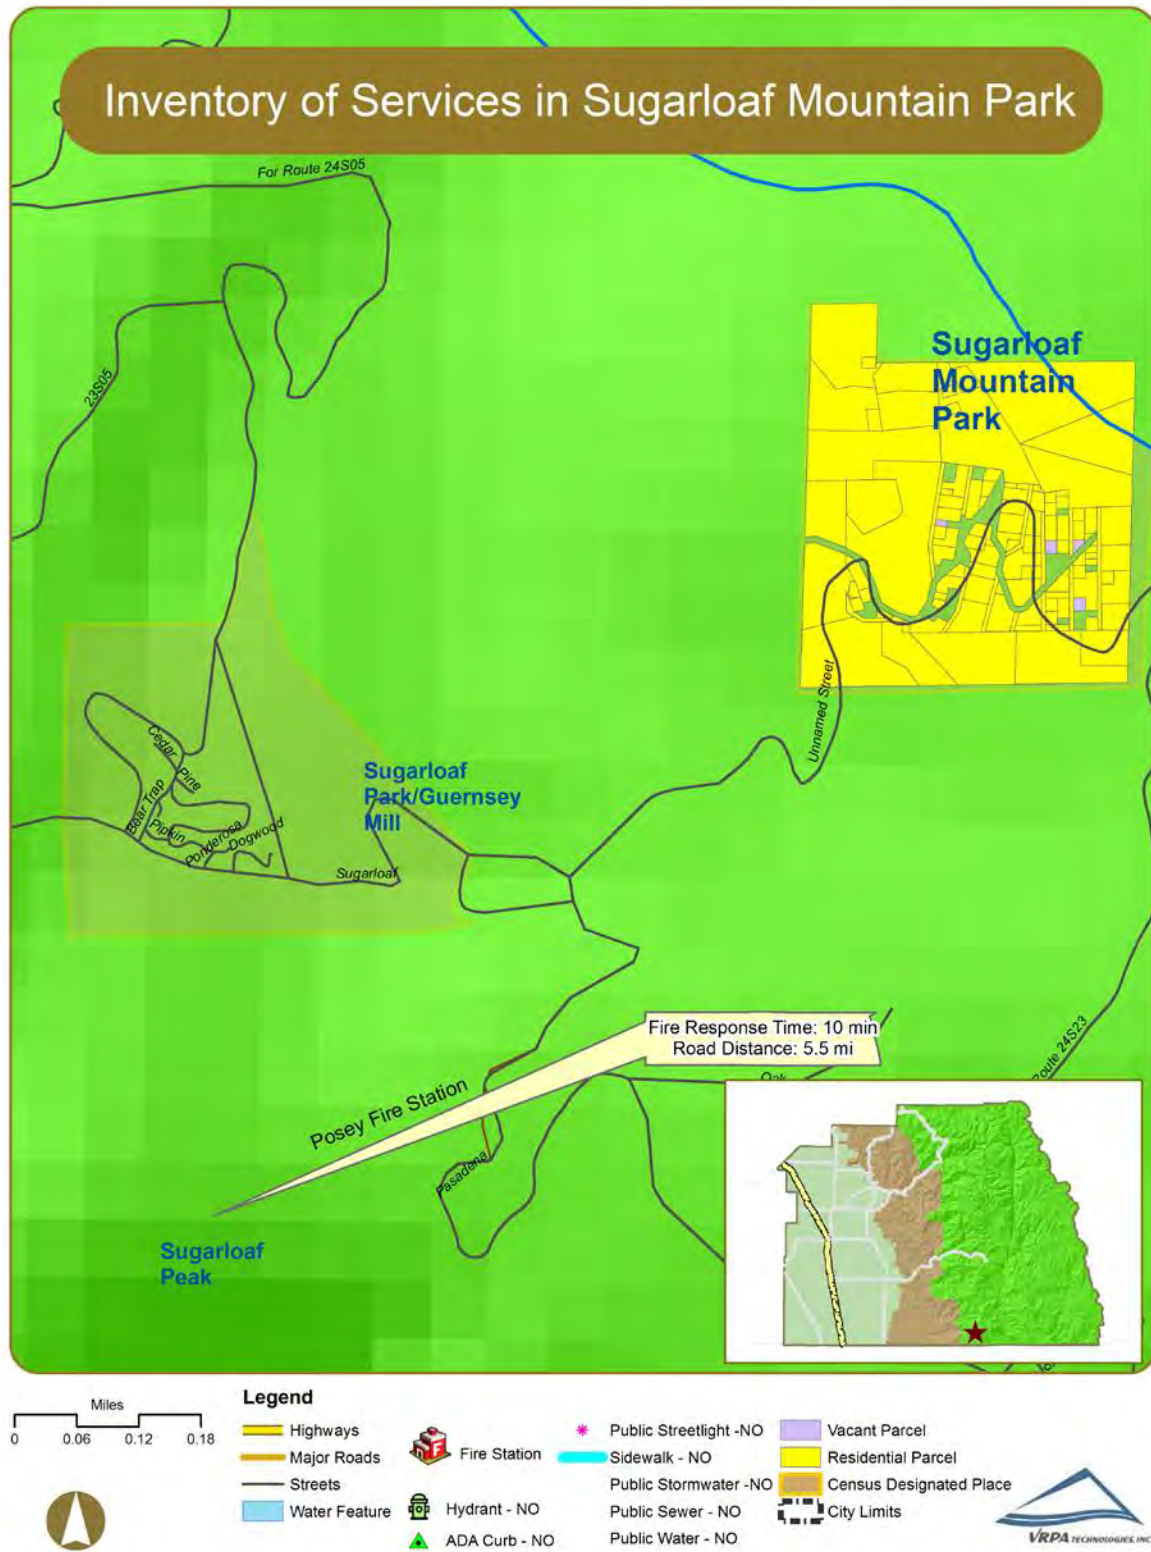 Inventory of Services in Sugarloaf Mountain Park
For Route 24S05
23S05
Sugarloaf
Mountain
Park
Unnamed Street
Cedar
Pine
Bear Trap
Pipkin
Ponderosa
Dogwood
Sugarloaf
Sugarloaf
Park/Guernsey
Mill
Fire Response Time: 10 min
Road Distance: 5.5 mi
Posey Fire Station
Pasadena
Route 24S23
Sugarloaf
Peak
Miles
0 0.06 0.12 0.18
Legend
Highways
Major Roads
Streets
Water Feature
Fire Station
Hydrant - NO
ADA Curb - NO
Public Streetlight -NO
Sidewalk - NO
Public Stormwater -NO
Public Sewer - NO
Public Water - NO
Vacant Parcel
Residential Parcel
Census Designated Place
City Limits
VRPA TECHNOLOGIES, INC